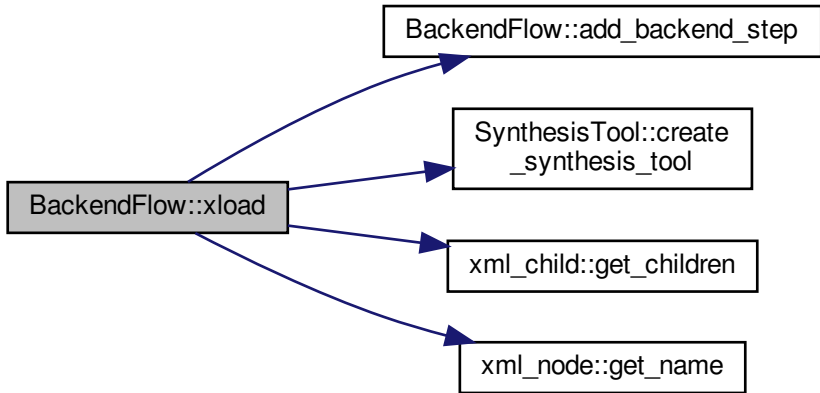 BackendFlow::add_backend_step
SynthesisTool::create
_synthesis_tool
BackendFlow::xload
xml_child::get_children
xml_node::get_name